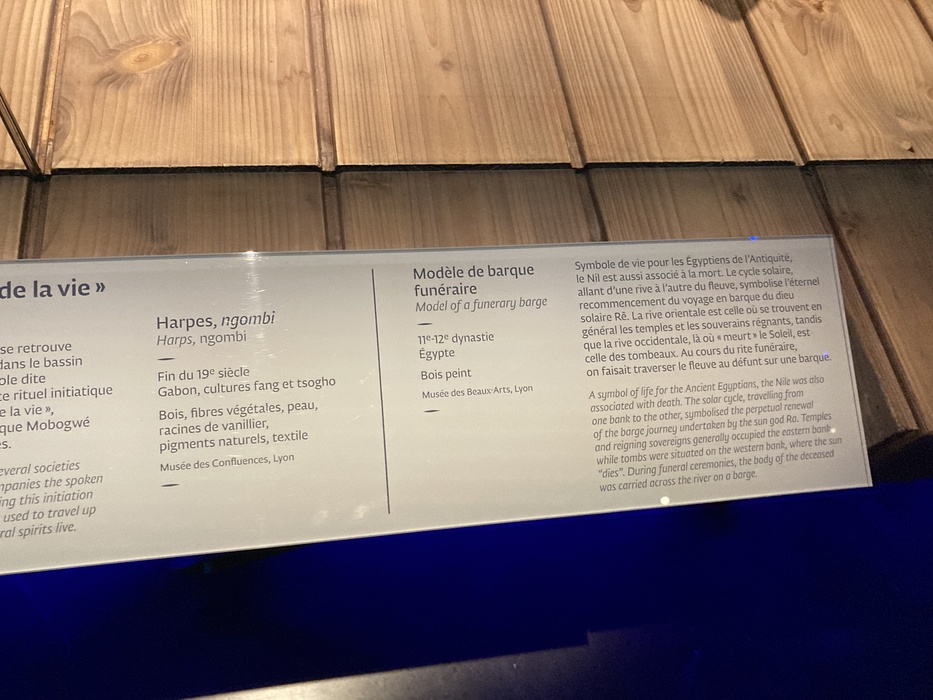 de la vie »
se retrouve
dans le bassin
ole dite
ce rituel initiatique
e la vie »,
que Mobogwé
es.
everal societies
mpanies the spoken
ing this initiation
used to travel up
ral spirits live.
Harpes, ngombi
Harps, ngombi
Fin du 19e siècle
Gabon, cultures fang et tsogho
Bois, fibres végétales, peau,
racines de vanillier,
pigments naturels, textile
Musée des Confluences, Lyon
Modèle de barque
funéraire
Model of a funerary barge
11e-12e dynastie
Égypte
Bois peint
Musée des Beaux-Arts, Lyon
Symbole de vie pour les Égyptiens de l'Antiquité,
le Nil est aussi associé à la mort. Le cycle solaire,
allant d'une rive à l'autre du fleuve, symbolise l'éternel
recommencement du voyage en barque du dieu
solaire Rê. La rive orientale est celle où se trouvent en
général les temples et les souverains régnants, tandis
que la rive occidentale, là où « meurt » le Soleil, est
celle des tombeaux. Au cours du rite funéraire,
on faisait traverser le fleuve au défunt sur une barque.
A symbol of life for the Ancient Egyptians, the Nile was also
associated with death. The solar cycle, travelling from
one bank to the other, symbolised the perpetual renewal
of the barge journey undertaken by the sun god Ra. Temples
and reigning sovereigns generally occupied the eastern bank
while tombs were situated on the western bank, where the sun
"dies". During funeral ceremonies, the body of the deceased
was carried across the river on a barge.